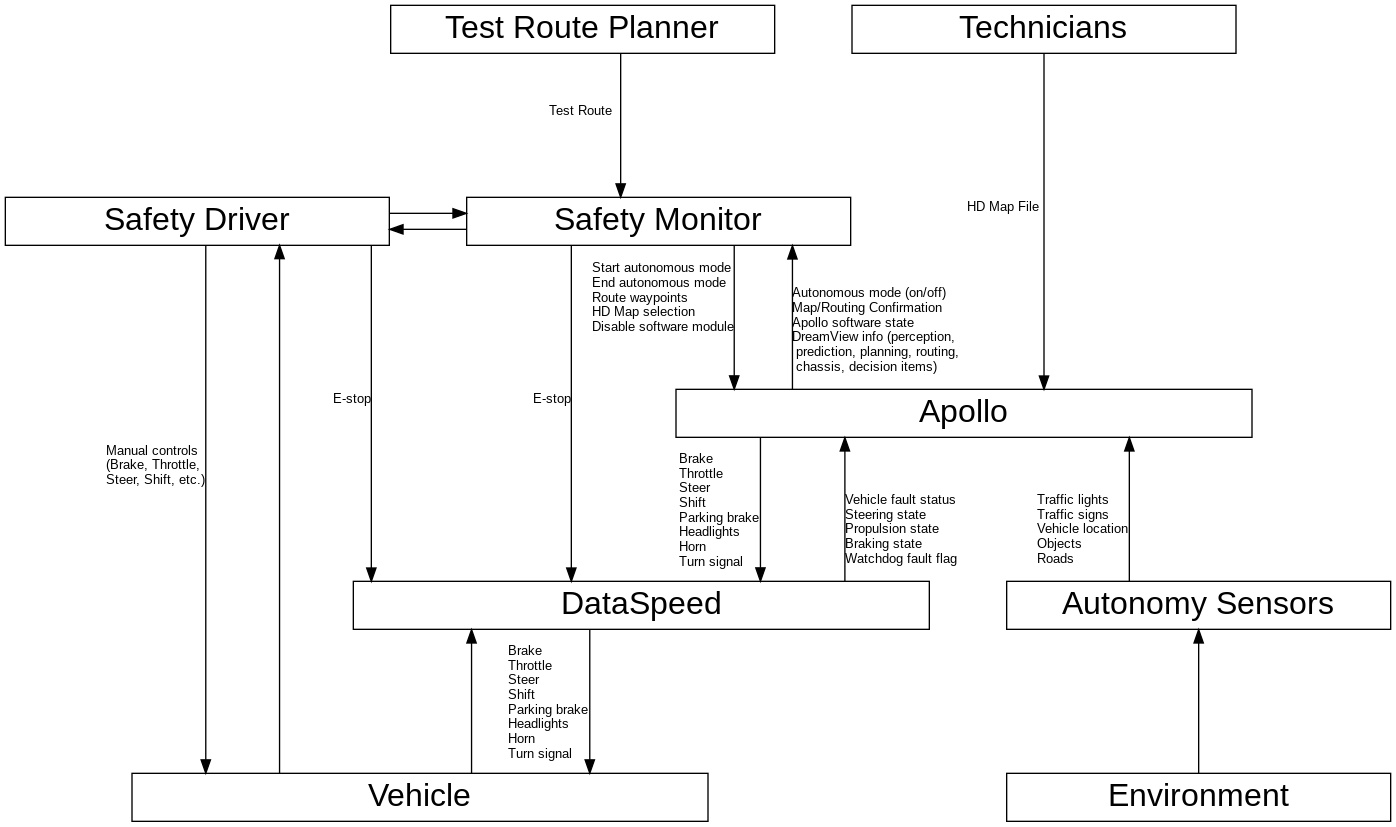 Test Route Planner
Technicians
Test Route
HD Map File
Safety Driver
Safety Monitor
Start autonomous mode
End autonomous mode
Route waypoints
HD Map selection
Disable software module
Autonomous mode (on/off)
Map/Routing Confirmation
Apollo software state
DreamView info (perception,
prediction, planning, routing,
chassis, decision items)
E-stop
E-stop
Apollo
Manual controls
(Brake, Throttle,
Steer, Shift, etc.)
Brake
Throttle
Steer
Shift
Parking brake
Headlights
Horn
Turn signal
Vehicle fault status
Steering state
Propulsion state
Braking state
Watchdog fault flag
Traffic lights
Traffic signs
Vehicle location
Objects
Roads
DataSpeed
Autonomy Sensors
Brake
Throttle
Steer
Shift
Parking brake
Headlights
Horn
Turn signal
Vehicle
Environment